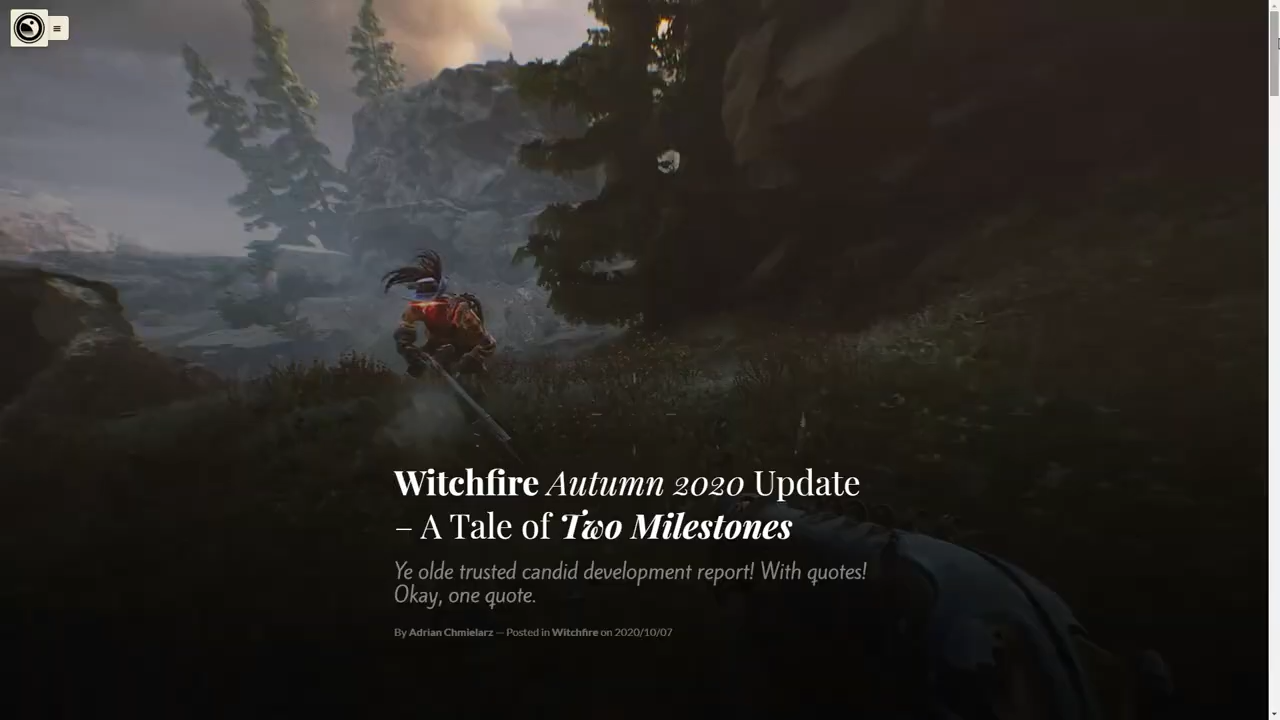 Witchfire Autumn 2020 Update
– A Tale of Two Milestones
Ye olde trusted candid development report! With quotes!
Okay, one quote.
By Adrian Chmielarz — Posted in Witchfire on 2020/10/07